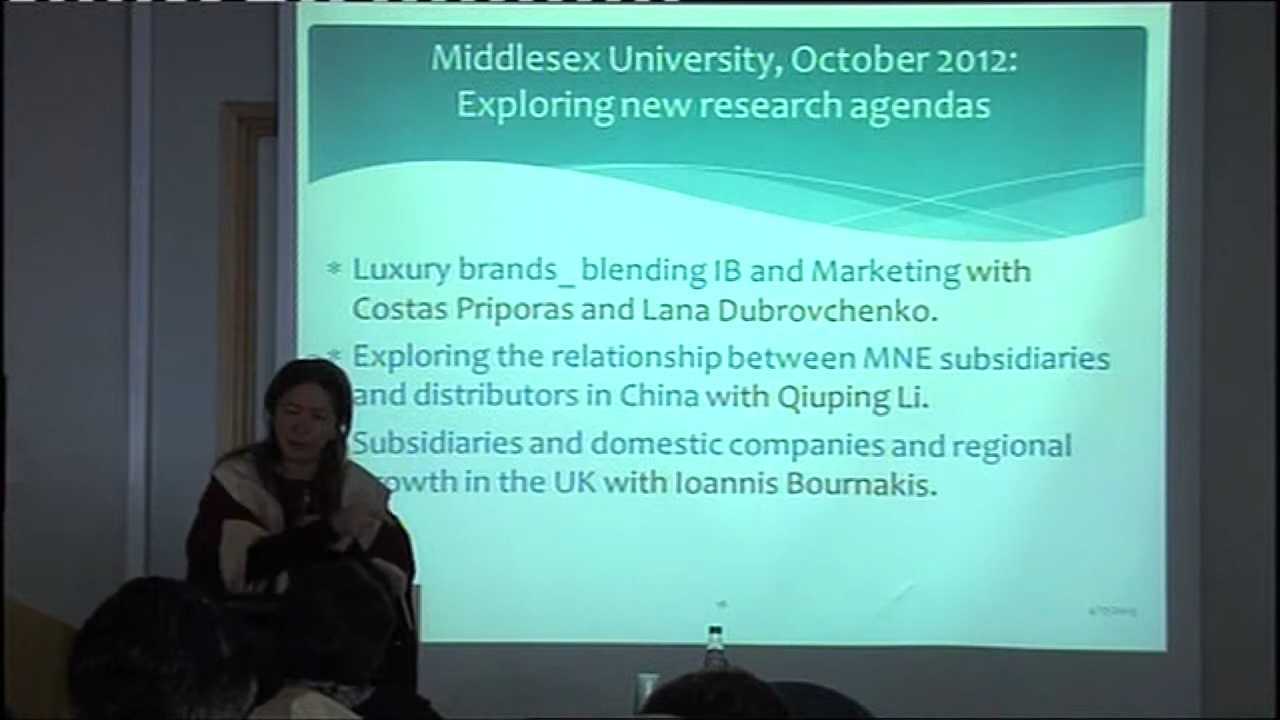 Middlesex University, October 2012:
Exploring new research agendas
* Luxury brands_ blending IB and Marketing with
Costas Priporas and Lana Dubrovchenko.
* Exploring the relationship between MNE subsidiaries
and distributors in China with Qiuping Li.
Subsidiaries and domestic companies and regional
rowth in the UK with Ioannis Bournakis.